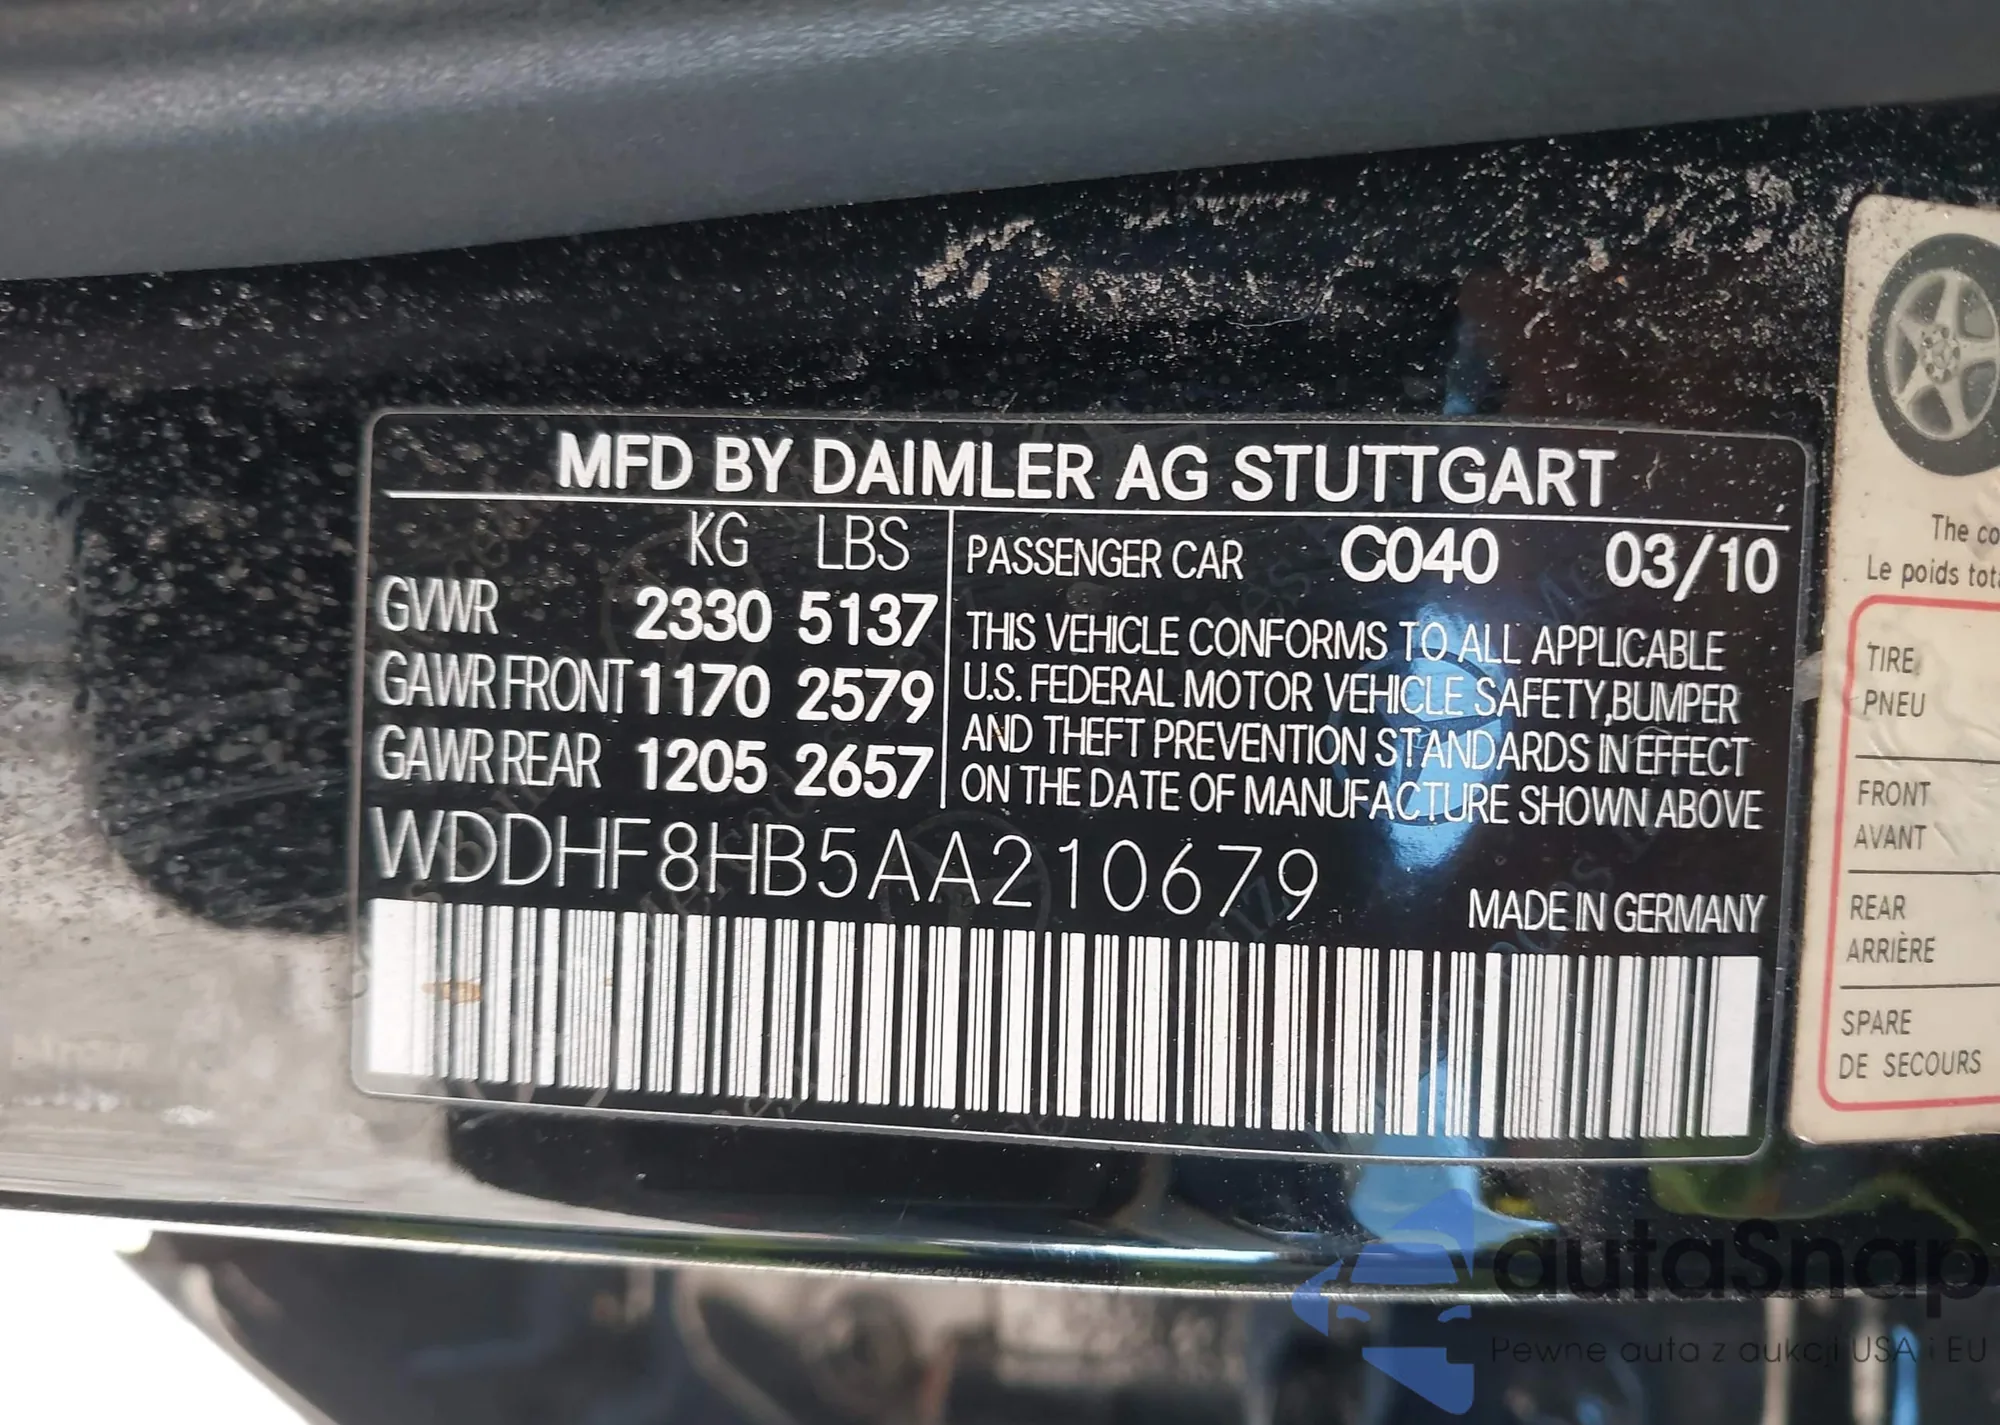 MFD BY DAIMLER AG STUTTGART
KG LBS
GVWR 2330 5137
GAWR FRONT 1170 2579
GAWR REAR 1205 2657
PASSENGER CAR C040 03/10
THIS VEHICLE CONFORMS TO ALL APPLICABLE
U.S. FEDERAL MOTOR VEHICLE SAFETY,BUMPER
AND THEFT PREVENTION STANDARDS IN EFFECT
ON THE DATE OF MANUFACTURE SHOWN ABOVE
WDDHF8HB5AA210679
MADE IN GERMANY
The co
Le poids tot
TIRE
PNEU
FRONT
AVANT
REAR
ARRIÈRE
SPARE
DE SECOURS
autaSnap
Pewne auta z aukcji USA i EU